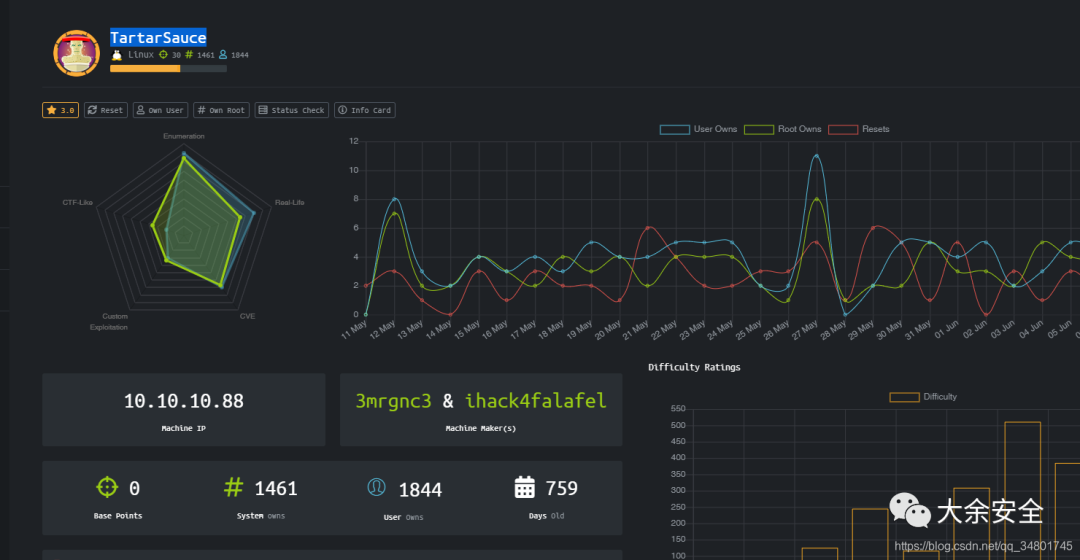 TartarSauce
Linux 30 # 1461 1844
3.0 Reset Own User # Own Root Status Check Info Card
Enumeration
CTF-Like
Real-Life
Custom
Exploitation
CVE
User Owns Root Owns Resets
12
10
8
6
4
2
0
11 May 12 May 13 May 14 May 15 May 16 May 17 May 18 May 19 May 20 May 21 May 22 May 23 May 24 May 25 May 26 May 27 May 28 May 29 May 30 May 31 May 01 Jun 02 Jun 03 Jun 04 Jun 05 Jun
10.10.10.88
Machine IP
3mrgnc3 & ihack4falafel
Machine Maker(s)
0
Base Points
# 1461
System owns
1844
User Owns
759
Days Old
Difficulty Ratings
Difficulty
550
500
450
400
350
300
250
200
150
100
大余安全
https://blog.csdn.net/qq_34801745